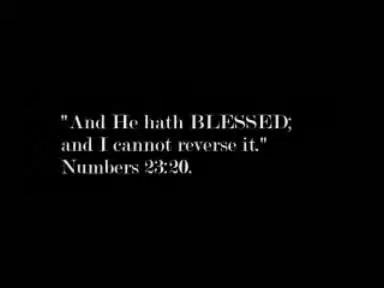 "And He hath BLESSED;
and I cannot reverse it."
Numbers 23:20.